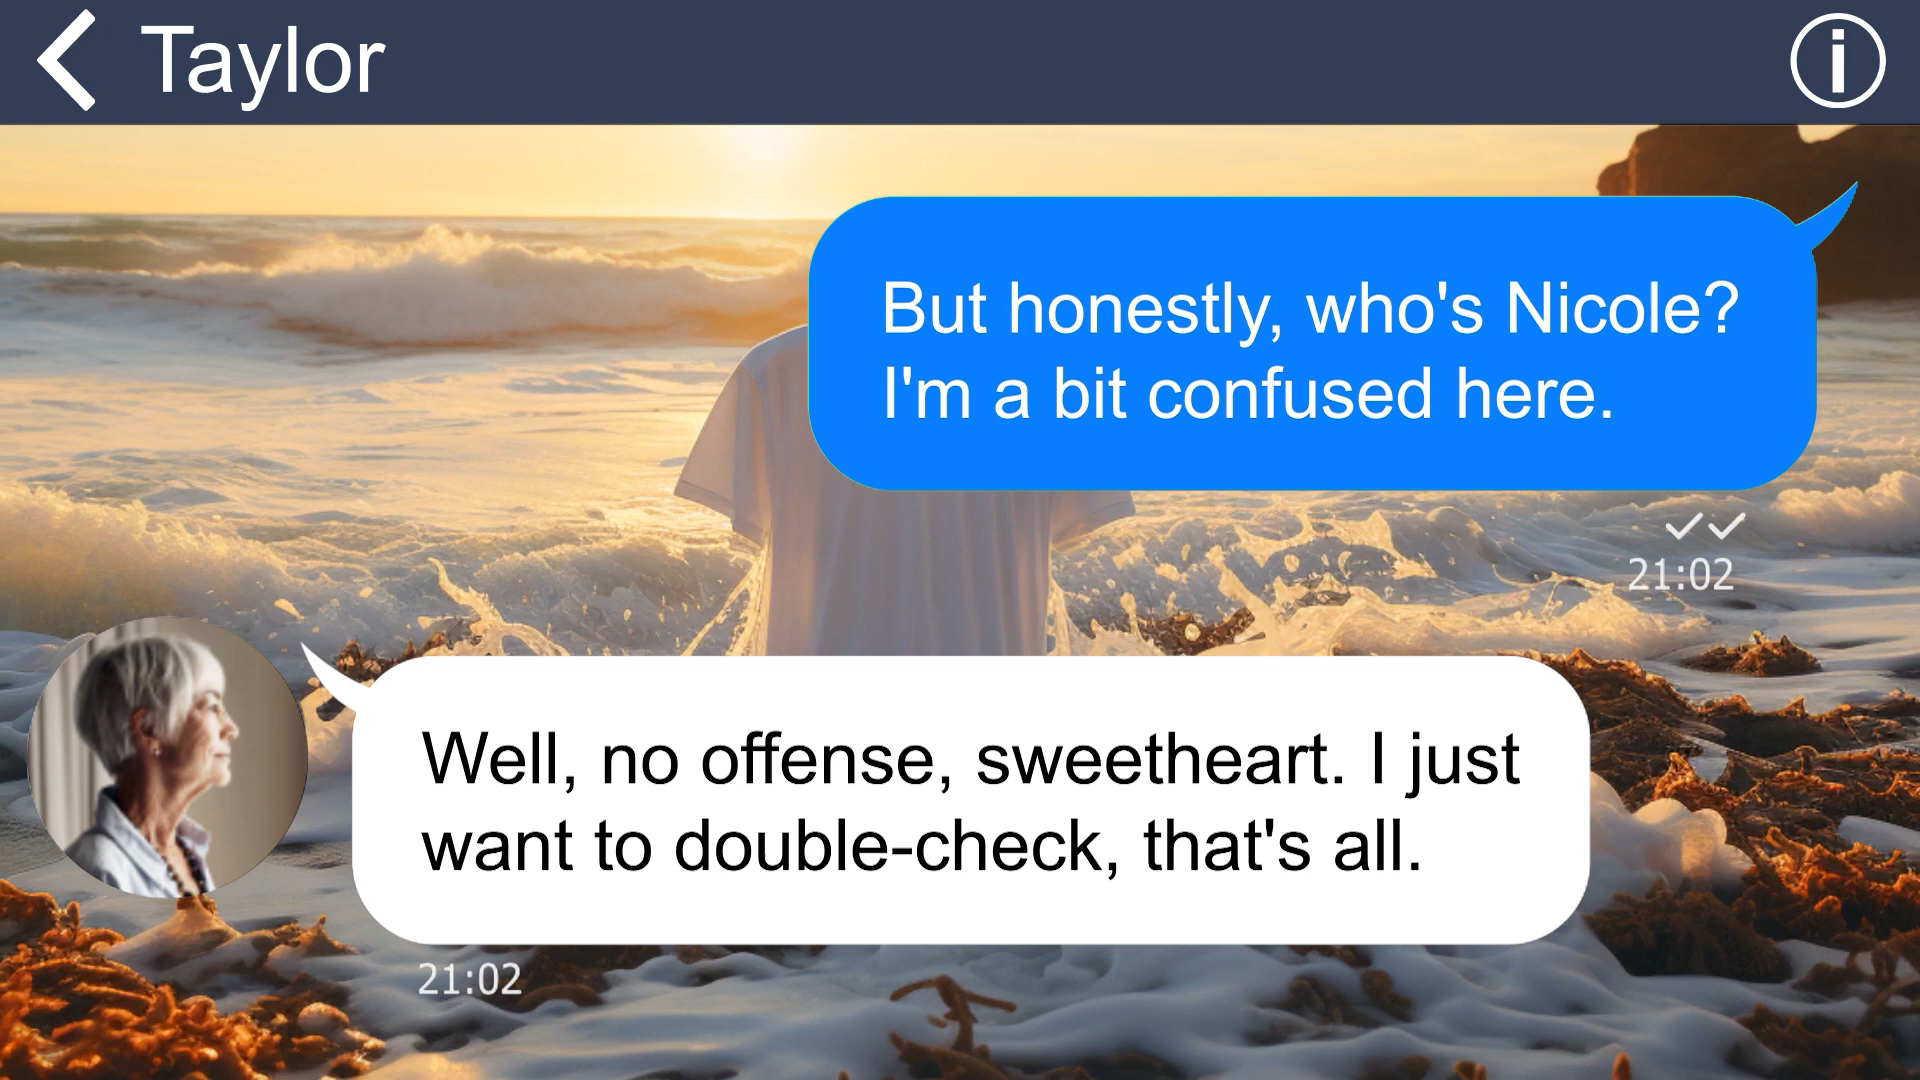 Taylor
But honestly, who's Nicole?
I'm a bit confused here.
21:02
Well, no offense, sweetheart. I just
want to double-check, that's all.
21:02